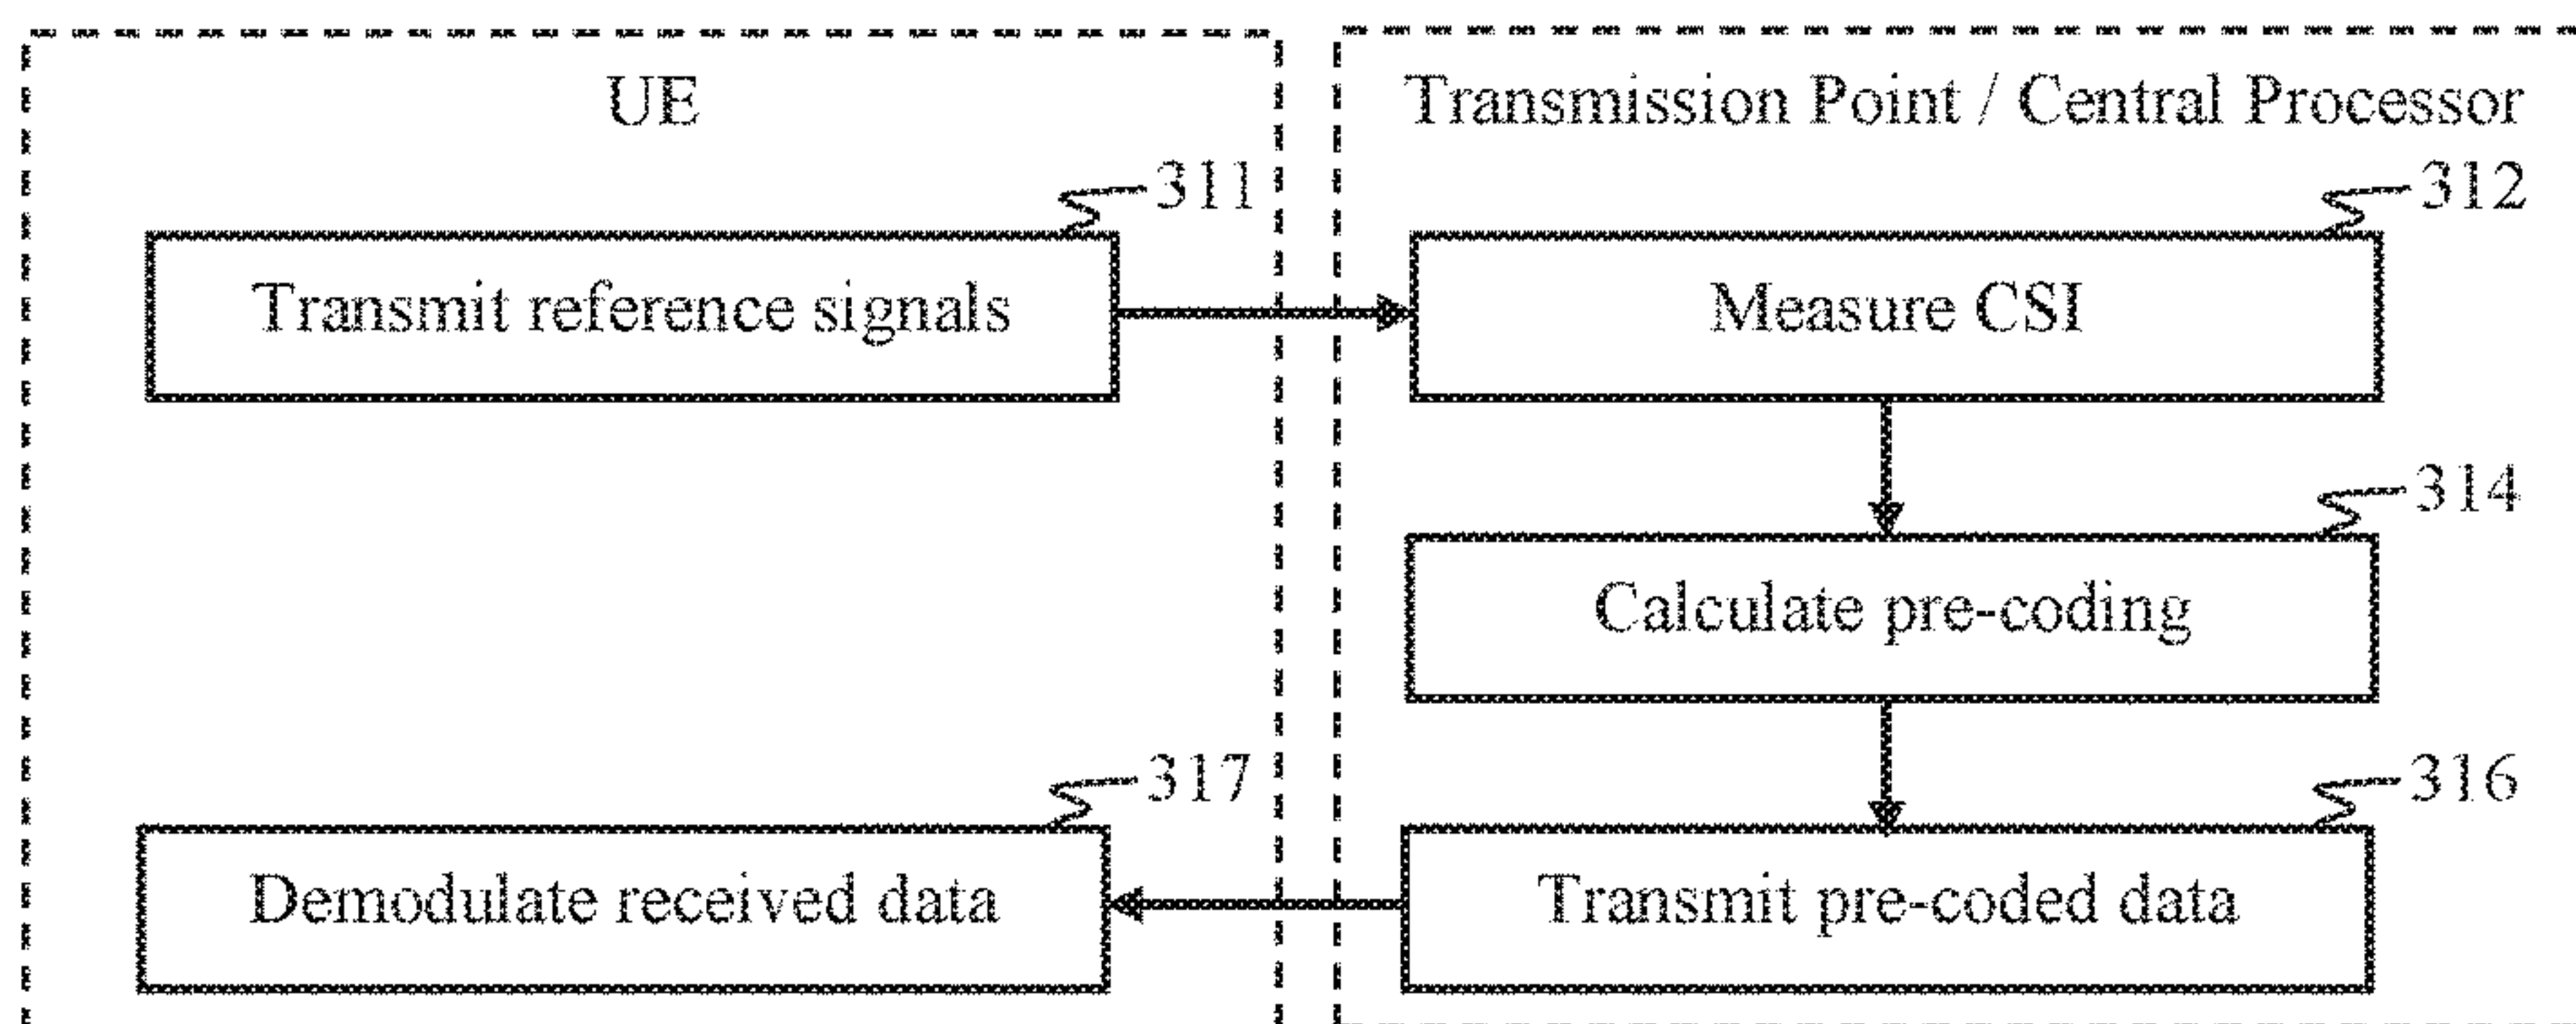 UE
Transmission Point / Central Processor
311
312
Transmit reference signals
Measure CSI
314
Calculate pre-coding
317
316
Demodulate received data
Transmit pre-coded data